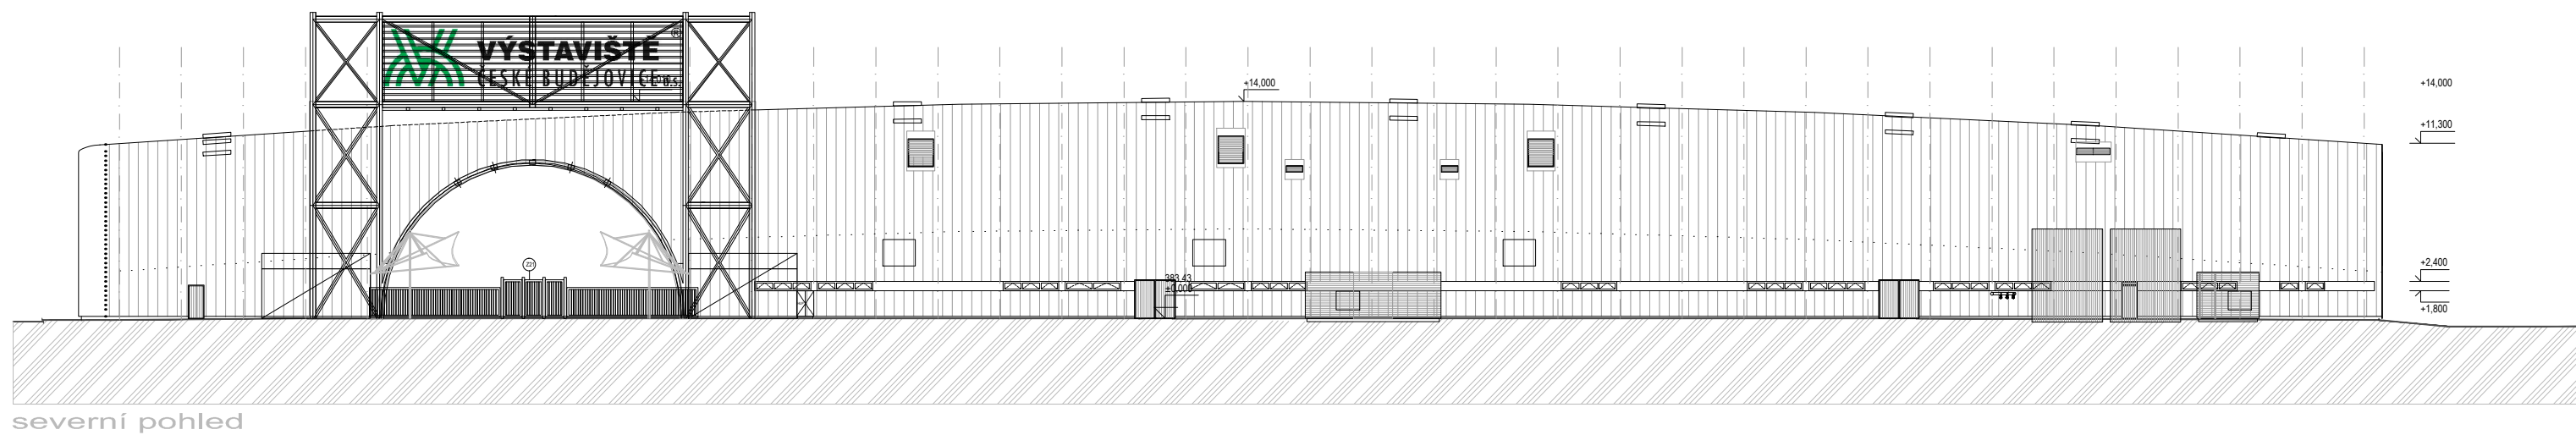 VÝSTAVIŠTĚ ®
ČESKÉ BUDĚJOVICE a.s.
+14,000
+14,000
+11,300
Z21
383,43
±0,000
+2,400
+1,800
severní pohled